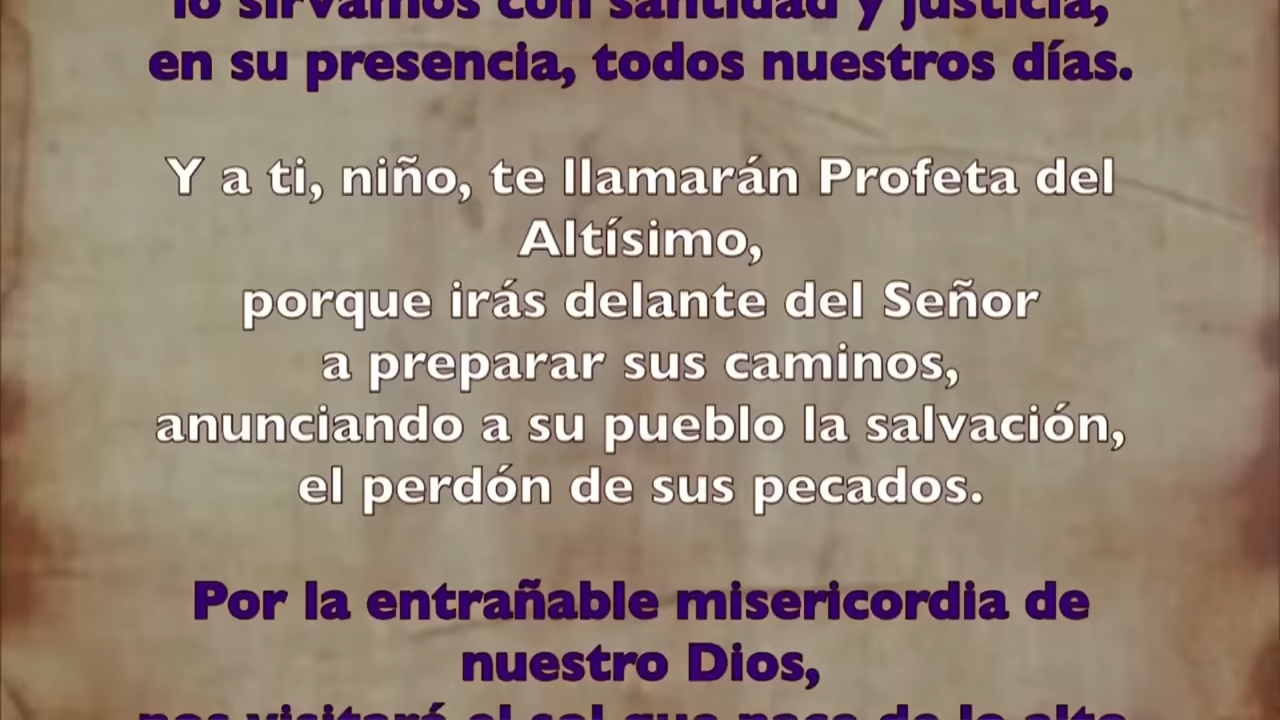 lo sirvamos con santidad y justicia,
en su presencia, todos nuestros días.
Y a ti, niño, te llamarán Profeta del
Altísimo,
porque irás delante del Señor
a preparar sus caminos,
anunciando a su pueblo la salvación,
el perdón de sus pecados.
Por la entrañable misericordia de
nuestro Dios,
nos visitará el sol que nace de lo alto